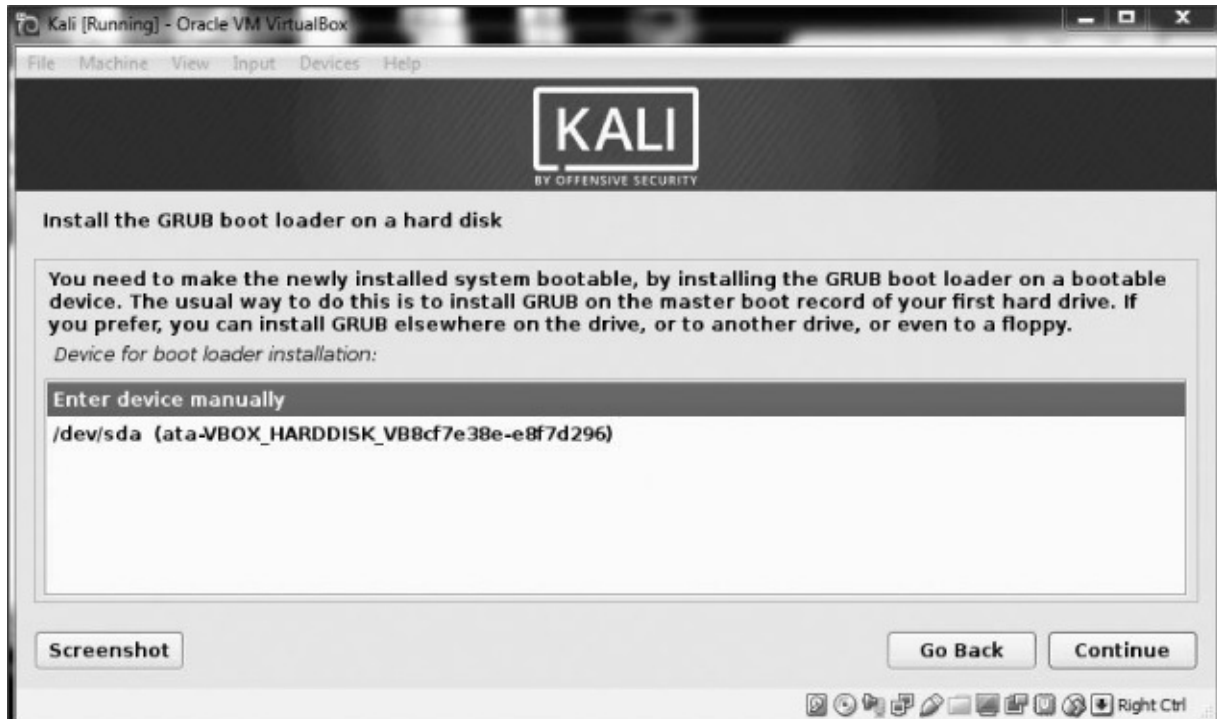 Kali [Running] - Oracle VM VirtualBox
File Machine View Input Devices Help
KALI
BY OFFENSIVE SECURITY
Install the GRUB boot loader on a hard disk
You need to make the newly installed system bootable, by installing the GRUB boot loader on a bootable
device. The usual way to do this is to install GRUB on the master boot record of your first hard drive. If
you prefer, you can install GRUB elsewhere on the drive, or to another drive, or even to a floppy.
Device for boot loader installation:
Enter device manually
/dev/sda (ata-VBOX_HARDDISK_VB8cf7e38e-e8f7d296)
Screenshot
Go Back
Continue
Right Ctrl